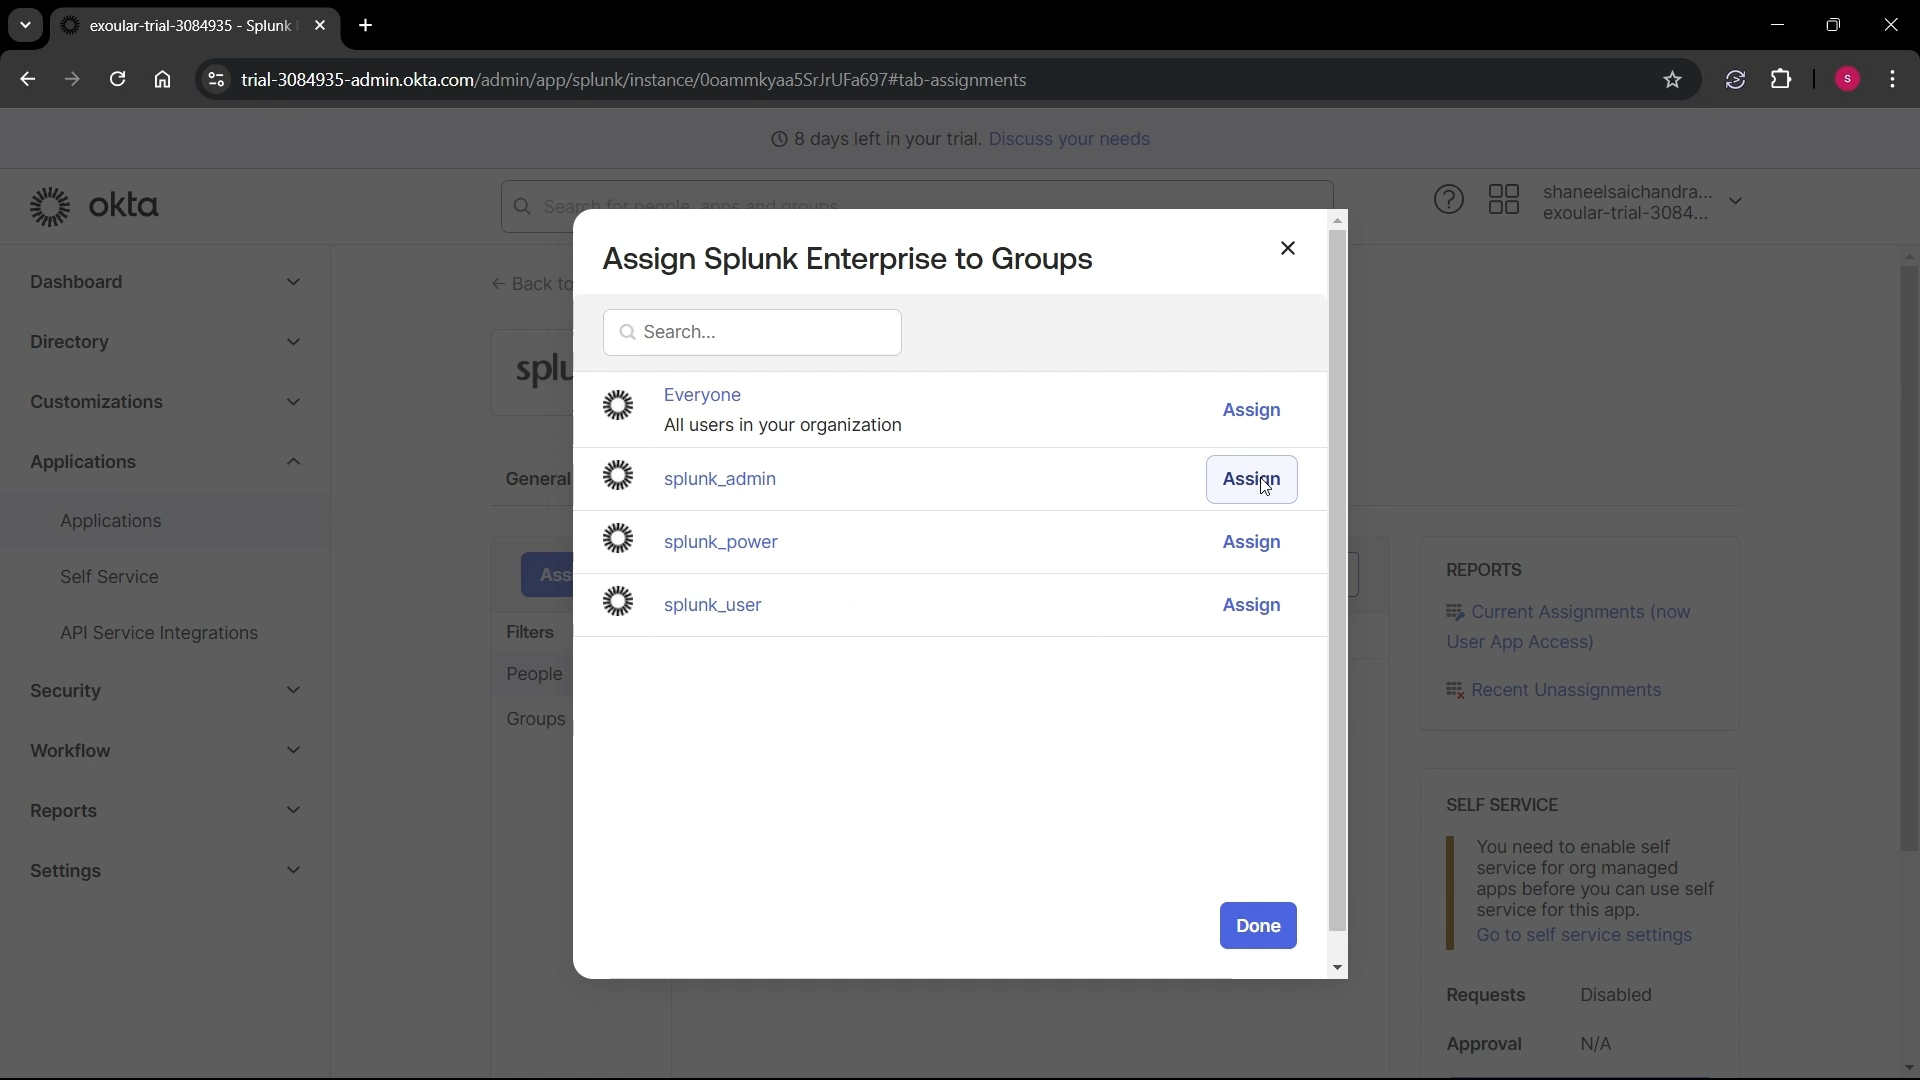 exoular-trial-3084935 - Splunk
trial-3084935-admin.okta.com/admin/app/splunk/instance/0oammkyaa5SrJrUFa697#tab-assignments
S
8 days left in your trial. Discuss your needs
okta
Search for people, apps and groups
shaneelsaichandra...
exoular-trial-3084...
Dashboard
Directory
Customizations
Applications
Applications
Self Service
API Service Integrations
Security
Workflow
Reports
Settings
← Back to
splu
General
Ass
Filters
People
Groups
Assign Splunk Enterprise to Groups
Search...
Everyone
All users in your organization
Assign
splunk_admin
Assign
splunk_power
Assign
splunk_user
Assign
Done
REPORTS
Current Assignments (now
User App Access)
Recent Unassignments
SELF SERVICE
You need to enable self
service for org managed
apps before you can use self
service for this app.
Go to self service settings
Requests Disabled
Approval N/A